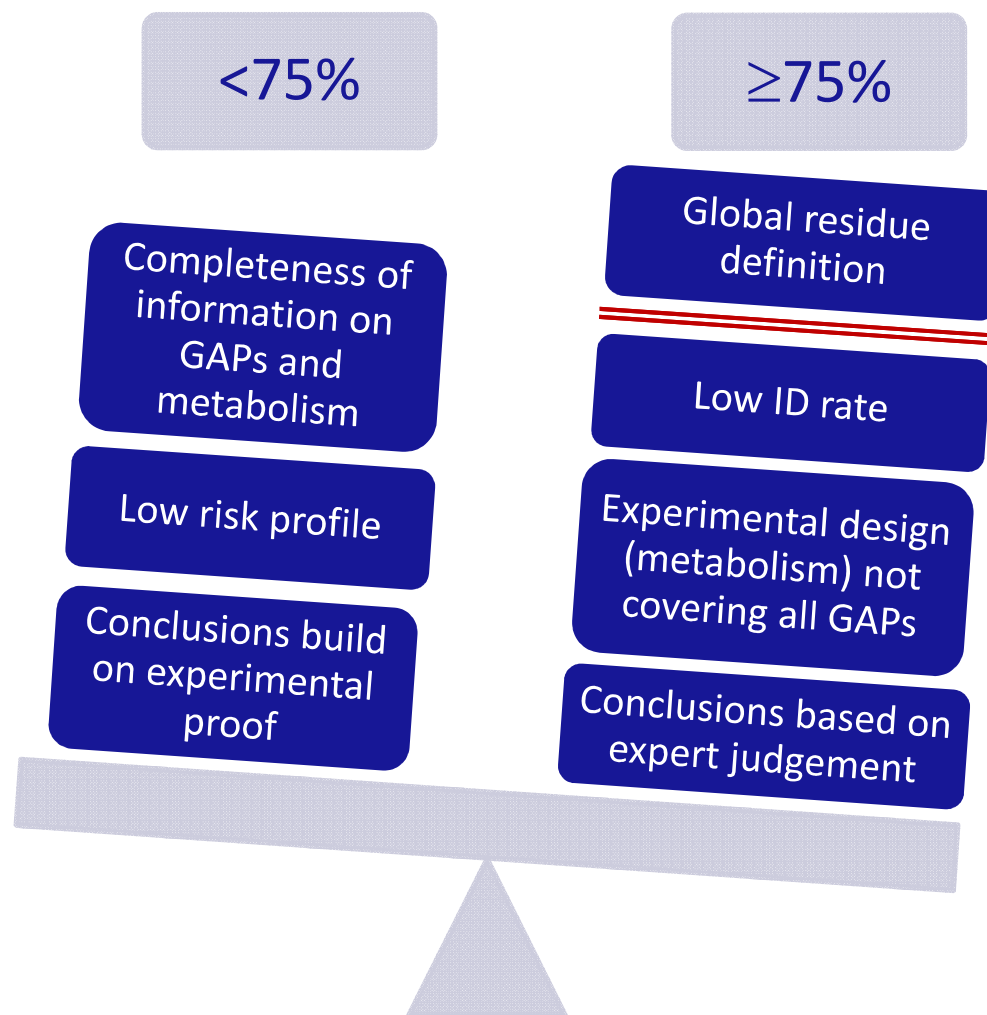 <75%
Completeness of
information on
GAPs and
metabolism
Low risk profile
Conclusions build
on experimental
proof
≥75%
Global residue
definition
Low ID rate
Experimental design
(metabolism) not
covering all GAPs
Conclusions based on
expert judgement